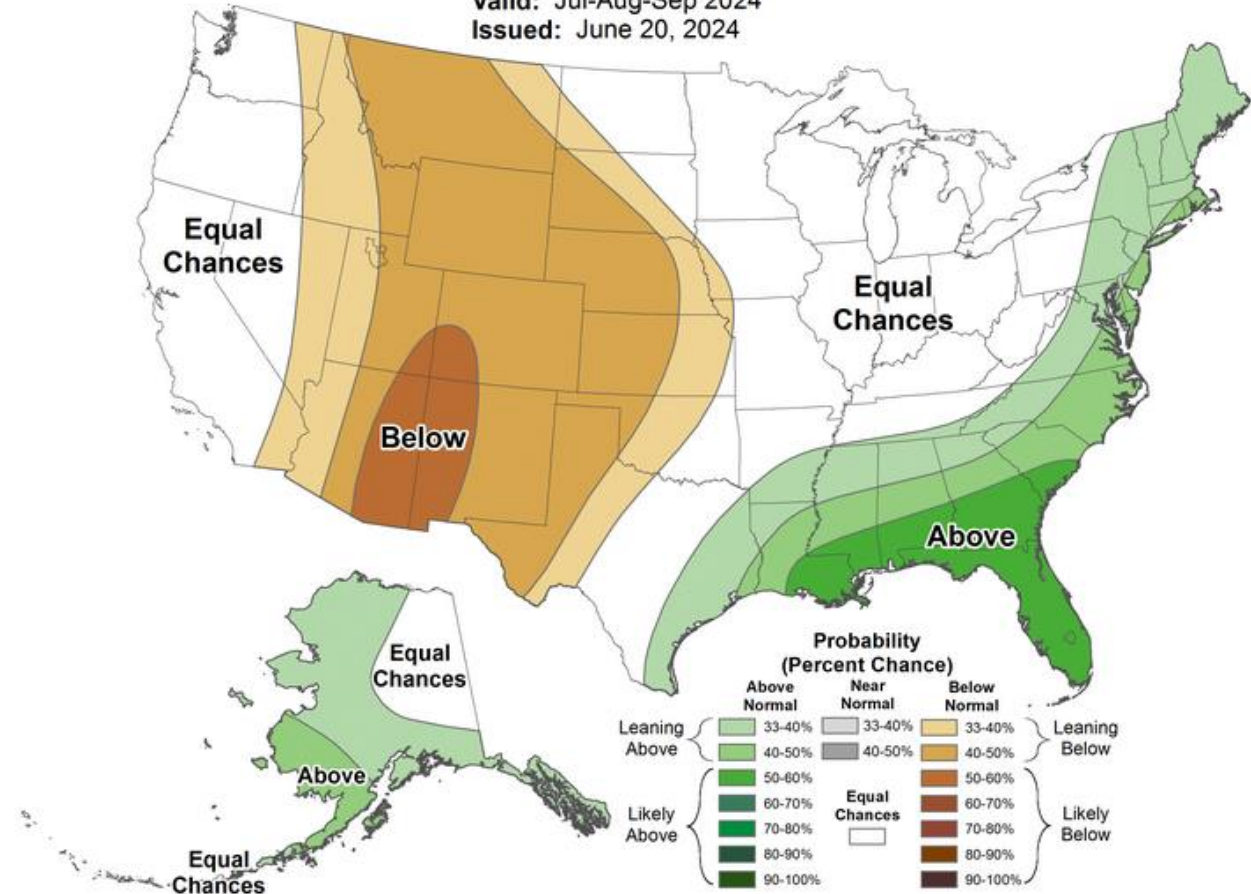 Valid: Jul-Aug-Sep 2024
Issued: June 20, 2024
Equal
Chances
Equal
Chances
Below
Above
Equal
Chances
Above
Equal
Chances
Probability
(Percent Chance)
Above
Normal
Near
Normal
Below
Normal
Leaning
Above
33-40%
40-50%
33-40%
40-50%
33-40%
40-50%
Leaning
Below
Likely
Above
50-60%
60-70%
70-80%
80-90%
90-100%
Equal
Chances
50-60%
60-70%
70-80%
80-90%
90-100%
Likely
Below